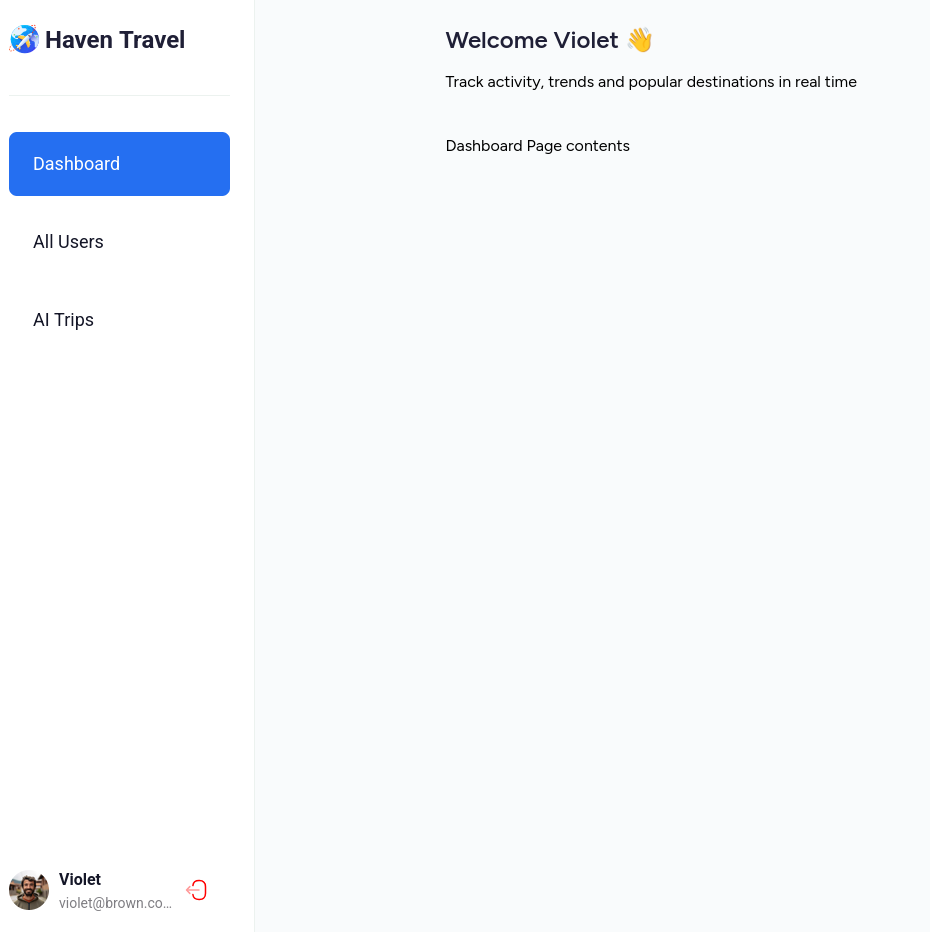 Haven Travel
Dashboard
All Users
AI Trips
Violet
violet@brown.co...
Welcome Violet 👋
Track activity, trends and popular destinations in real time
Dashboard Page contents